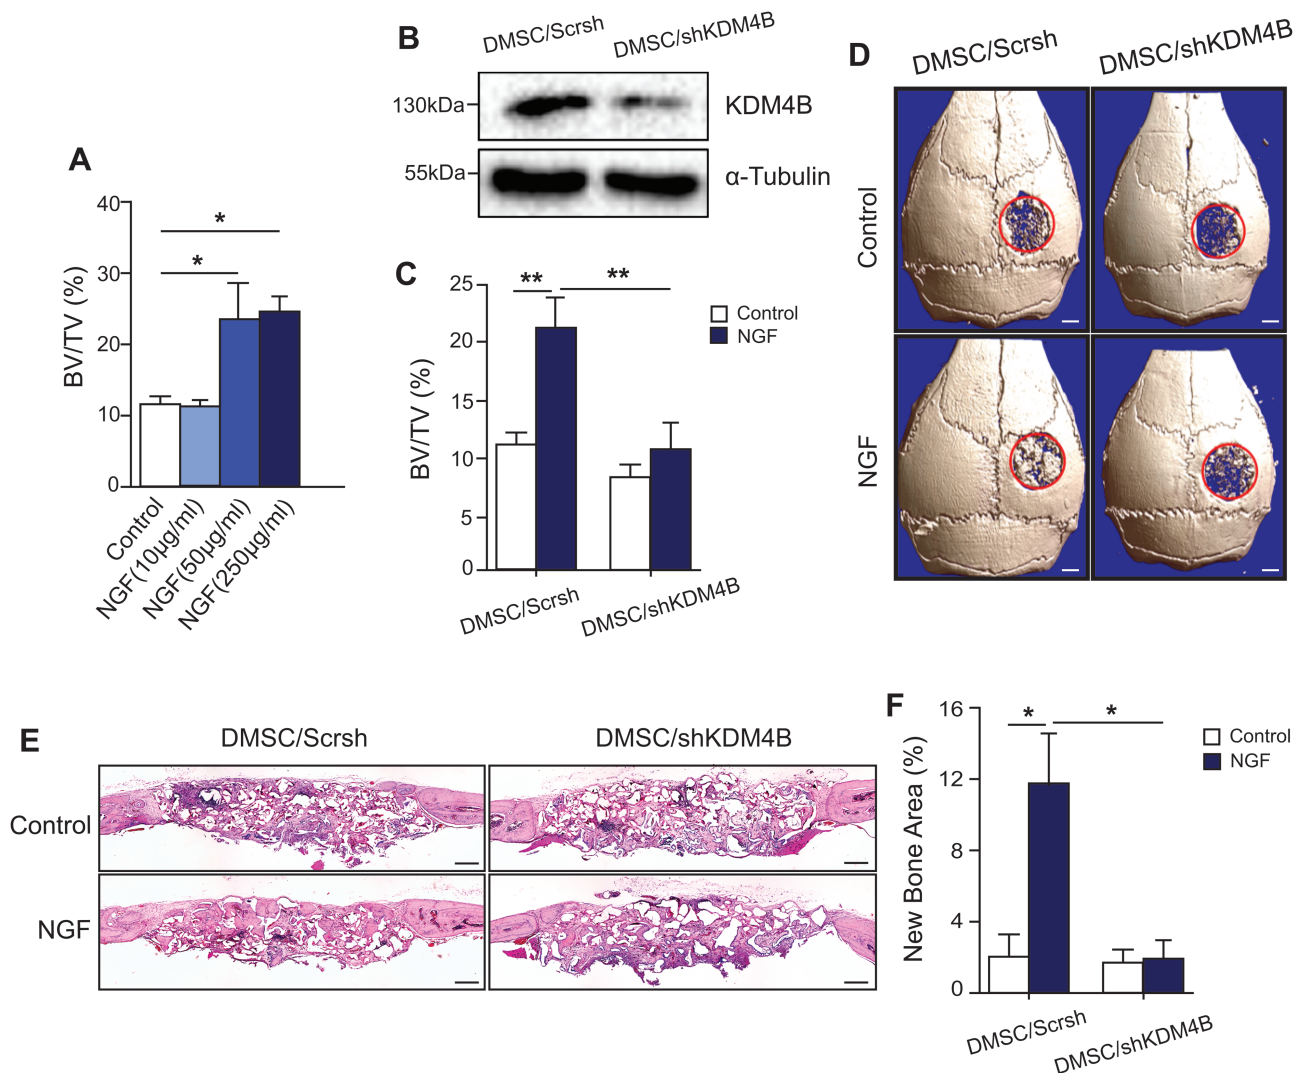 A
BV/TV (%)
40
30
20
10
0
*
*
Control
NGF(10μg/ml)
NGF(50μg/ml)
NGF(250μg/ml)
B
DMSC/Scrsh
DMSC/shKDM4B
130kDa
KDM4B
55kDa
α-Tubulin
C
BV/TV (%)
25
20
15
10
5
0
**
**
Control
NGF
DMSC/Scrsh
DMSC/shKDM4B
D
DMSC/Scrsh
DMSC/shKDM4B
Control
NGF
E
DMSC/Scrsh
DMSC/shKDM4B
Control
NGF
F
New Bone Area (%)
16
12
8
4
0
*
*
Control
NGF
DMSC/Scrsh
DMSC/shKDM4B